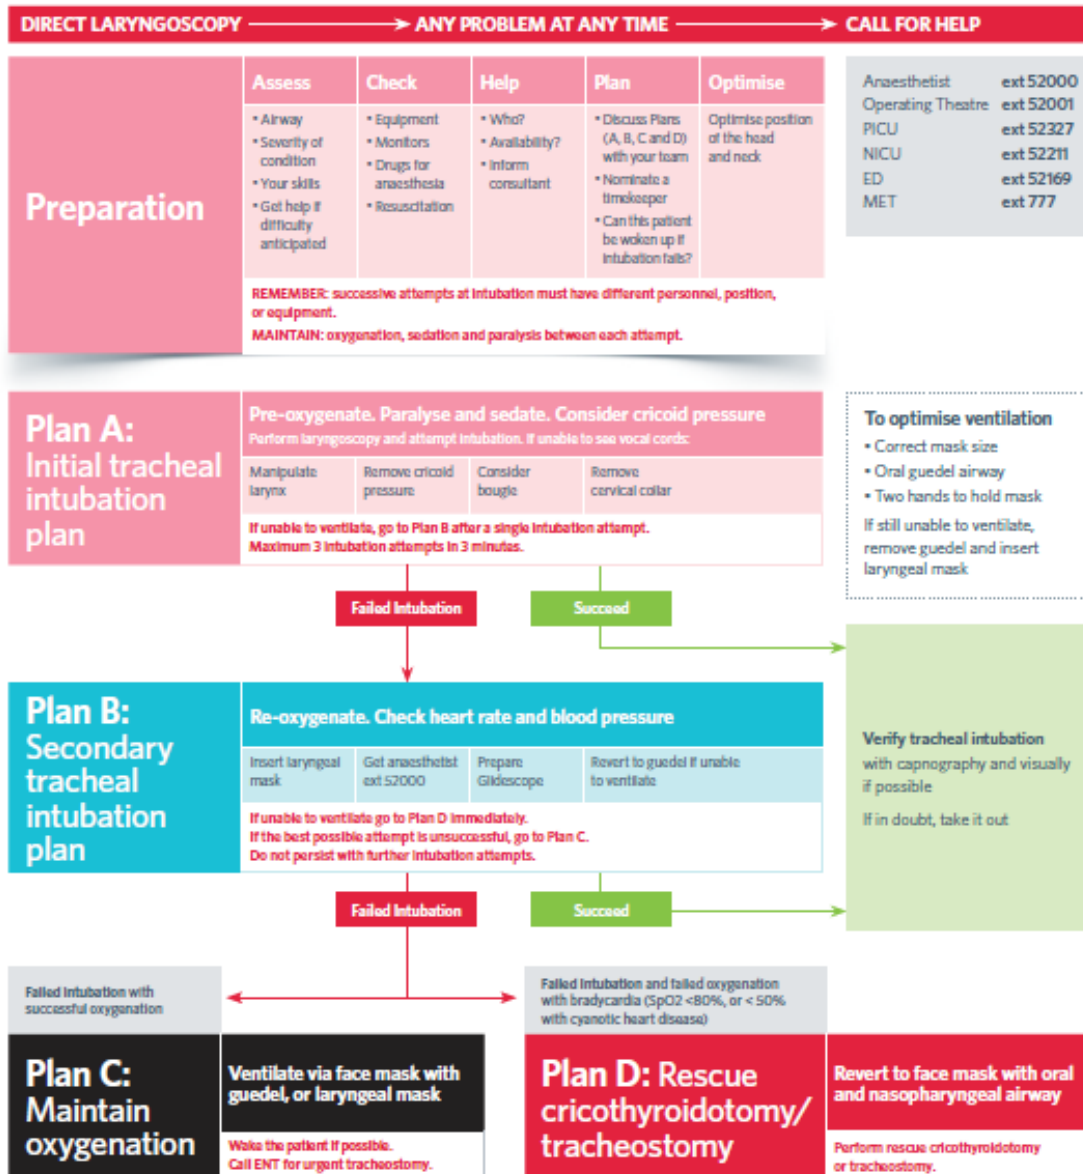 DIRECT LARYNGOSCOPY
ANY PROBLEM AT ANY TIME
CALL FOR HELP
Preparation
Assess
• Airway
• Severity of
condition
• Your skills
• Get help if
difficulty
anticipated
Check
• Equipment
• Monitors
• Drugs for
anaesthesia
• Resuscitation
Help
• Who?
• Availability?
• Inform
consultant
Plan
• Discuss Plans
(A, B, C and D)
with your team
• Nominate a
timekeeper
• Can this patient
be woken up if
intubation fails?
Optimise
Optimise position
of the head
and neck
REMEMBER: successive attempts at intubation must have different personnel, position,
or equipment.
MAINTAIN: oxygenation, sedation and paralysis between each attempt.
Anaesthetist ext 52000
Operating Theatre ext 52001
PICU ext 52327
NICU ext 52211
ED ext 52169
MET ext 777
Plan A:
Initial tracheal
intubation
plan
Pre-oxygenate. Paralyse and sedate. Consider cricoid pressure
Perform laryngoscopy and attempt intubation. If unable to see vocal cords:
Manipulate
larynx
Remove cricoid
pressure
Consider
bougie
Remove
cervical collar
If unable to ventilate, go to Plan B after a single intubation attempt.
Maximum 3 intubation attempts in 3 minutes.
To optimise ventilation
• Correct mask size
• Oral guedel airway
• Two hands to hold mask
If still unable to ventilate,
remove guedel and insert
laryngeal mask
Failed Intubation
Succeed
Plan B:
Secondary
tracheal
intubation
plan
Re-oxygenate. Check heart rate and blood pressure
Insert laryngeal
mask
Get anaesthetist
ext 52000
Prepare
Glidescope
Revert to guedel if unable
to ventilate
If unable to ventilate go to Plan D immediately.
If the best possible attempt is unsuccessful, go to Plan C.
Do not persist with further intubation attempts.
Verify tracheal intubation
with capnography and visually
if possible
If in doubt, take it out
Failed Intubation
Succeed
Failed Intubation with
successful oxygenation
Failed Intubation and failed oxygenation
with bradycardia (SpO2 <80%, or < 50%
with cyanotic heart disease)
Plan C:
Maintain
oxygenation
Ventilate via face mask with
guedel, or laryngeal mask
Wake the patient if possible.
Call ENT for urgent tracheostomy.
Plan D: Rescue
cricothyroidotomy/
tracheostomy
Revert to face mask with oral
and nasopharyngeal airway
Perform rescue cricothyroidotomy
or tracheostomy.